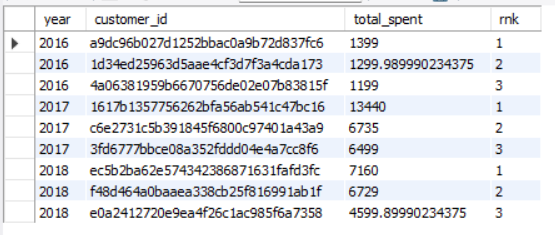 year customer_id total_spent rnk
2016 a9dc96b027d1252bbac0a9b72d837fc6 1399 1
2016 1d34ed25963d5aae4cf3d7f3a4cda173 1299.989990234375 2
2016 4a06381959b6670756de02e07b83815f 1199 3
2017 1617b1357756262bfa56ab541c47bc16 13440 1
2017 c6e2731c5b391845f6800c97401a43a9 6735 2
2017 3fd6777bbce08a352fddd04e4a7cc8f6 6499 3
2018 ec5b2ba62e574342386871631fafd3fc 7160 1
2018 f48d464a0baaea338cb25f816991ab1f 6729 2
2018 e0a2412720e9ea4f26c1ac985f6a7358 4599.89990234375 3